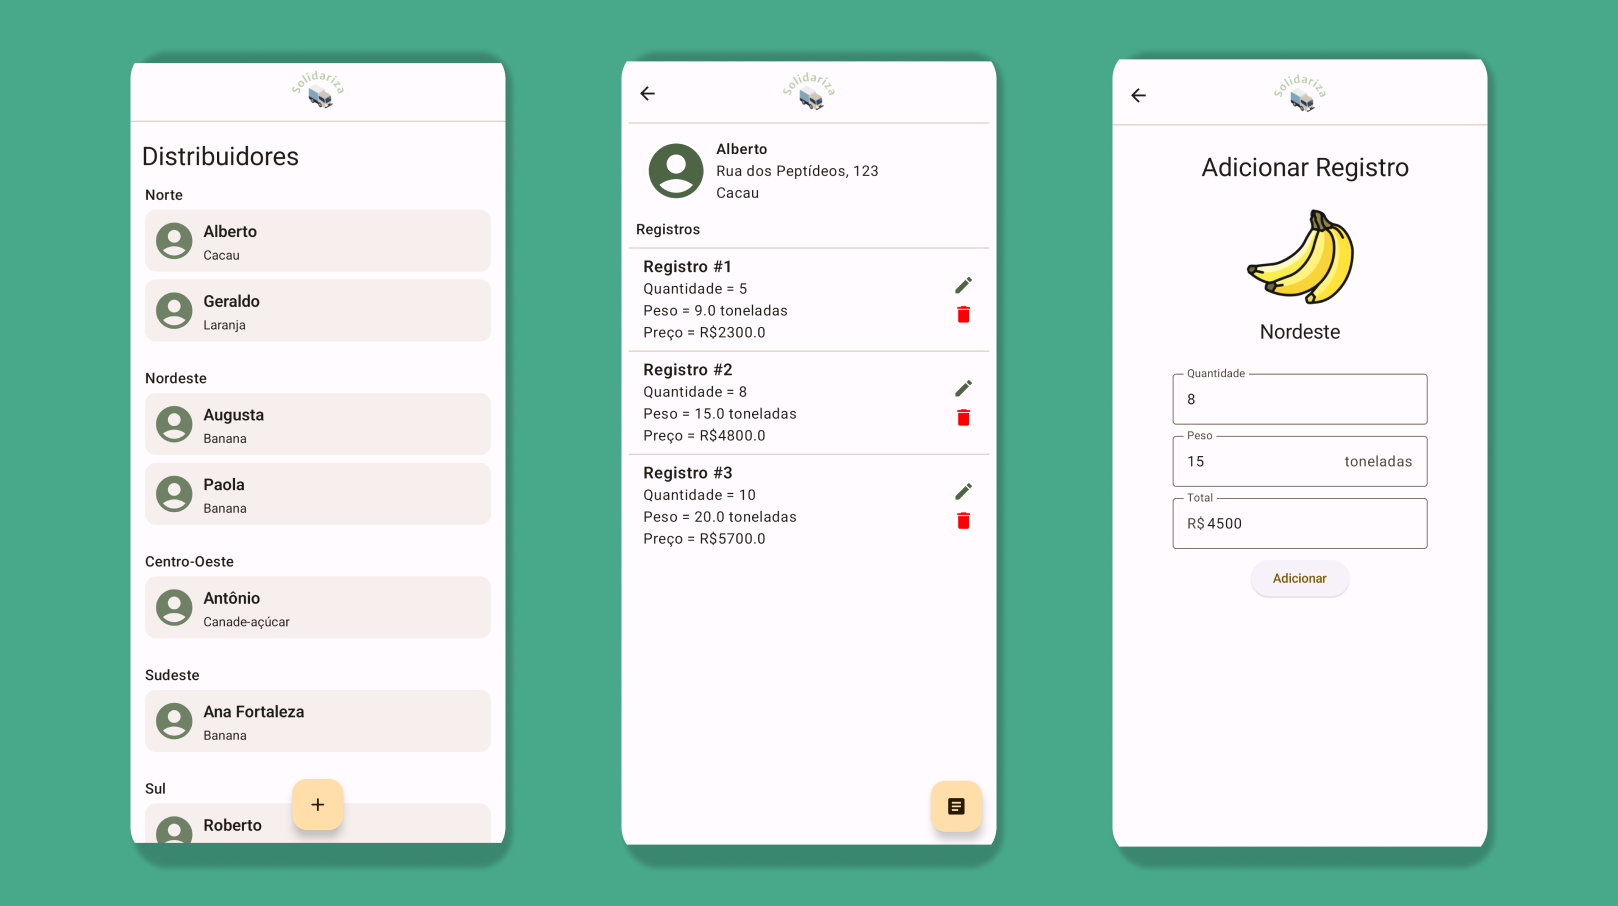 Solidariza
Distribuidores
Norte
Alberto
Cacau
Geraldo
Laranja
Nordeste
Augusta
Banana
Paola
Banana
Centro-Oeste
Antônio
Canade-açúcar
Sudeste
Ana Fortaleza
Banana
Sul
Roberto
Solidariza
Alberto
Rua dos Peptídeos, 123
Cacau
Registros
Registro #1
Quantidade = 5
Peso = 9.0 toneladas
Preço = R$2300.0
Registro #2
Quantidade = 8
Peso = 15.0 toneladas
Preço = R$4800.0
Registro #3
Quantidade = 10
Peso = 20.0 toneladas
Preço = R$5700.0
Solidariza
Adicionar Registro
Nordeste
Quantidade
8
Peso
15 toneladas
Total
R$ 4500
Adicionar